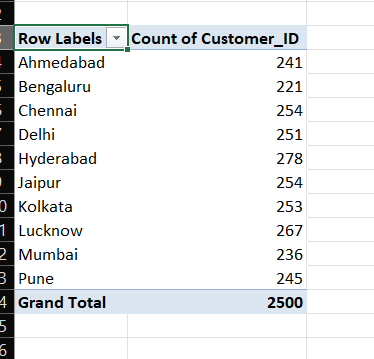 Row Labels Count of Customer_ID
Ahmedabad 241
Bengaluru 221
Chennai 254
Delhi 251
Hyderabad 278
Jaipur 254
Kolkata 253
Lucknow 267
Mumbai 236
Pune 245
Grand Total 2500